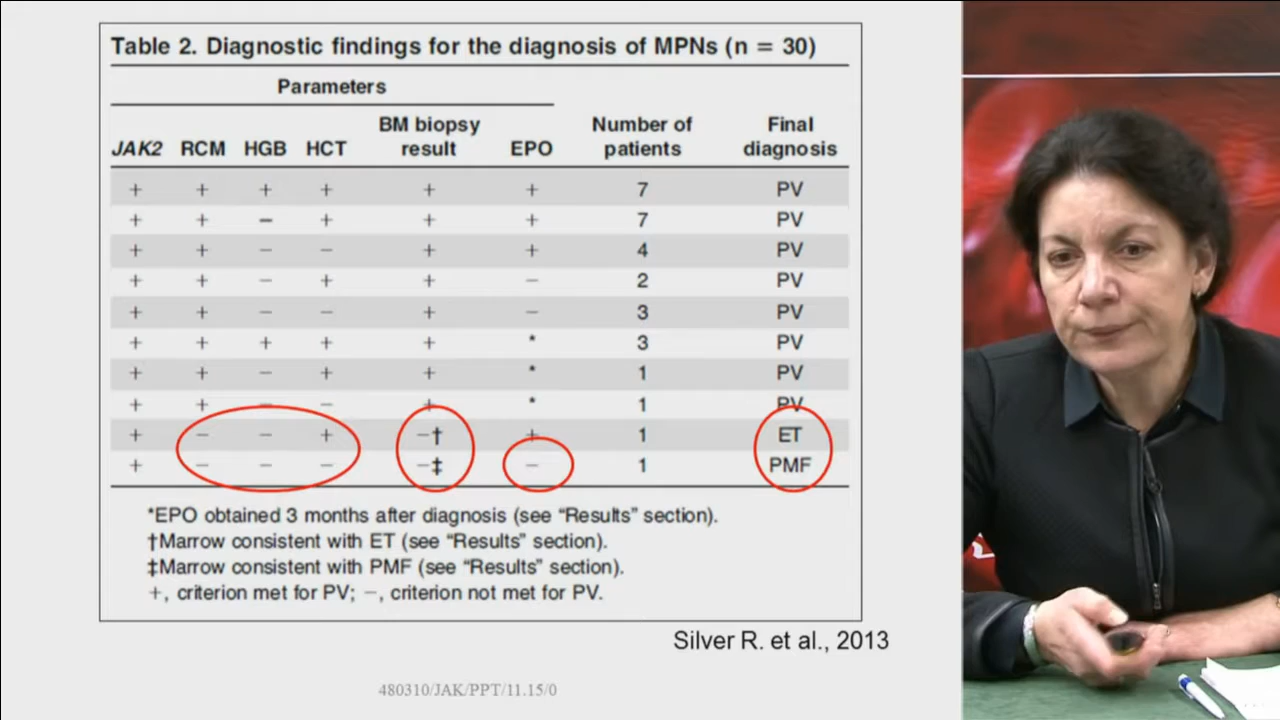 Table 2. Diagnostic findings for the diagnosis of MPNs (n = 30)
Parameters
JAK2 RCM HGB HCT BM biopsy result EPO Number of patients Final diagnosis
+ + + + + + 7 PV
+ + – + + + 7 PV
+ + – – + + 4 PV
+ + – + + – 2 PV
+ + – – + – 3 PV
+ + + + + * 3 PV
+ + – + + * 1 PV
+ + – – + * 1 PV
+ – – + –† + 1 ET
+ – – – –‡ – 1 PMF
*EPO obtained 3 months after diagnosis (see “Results” section).
†Marrow consistent with ET (see “Results” section).
‡Marrow consistent with PMF (see “Results” section).
+, criterion met for PV; –, criterion not met for PV.
Silver R. et al., 2013
480310/JAK/PPT/11.15/0